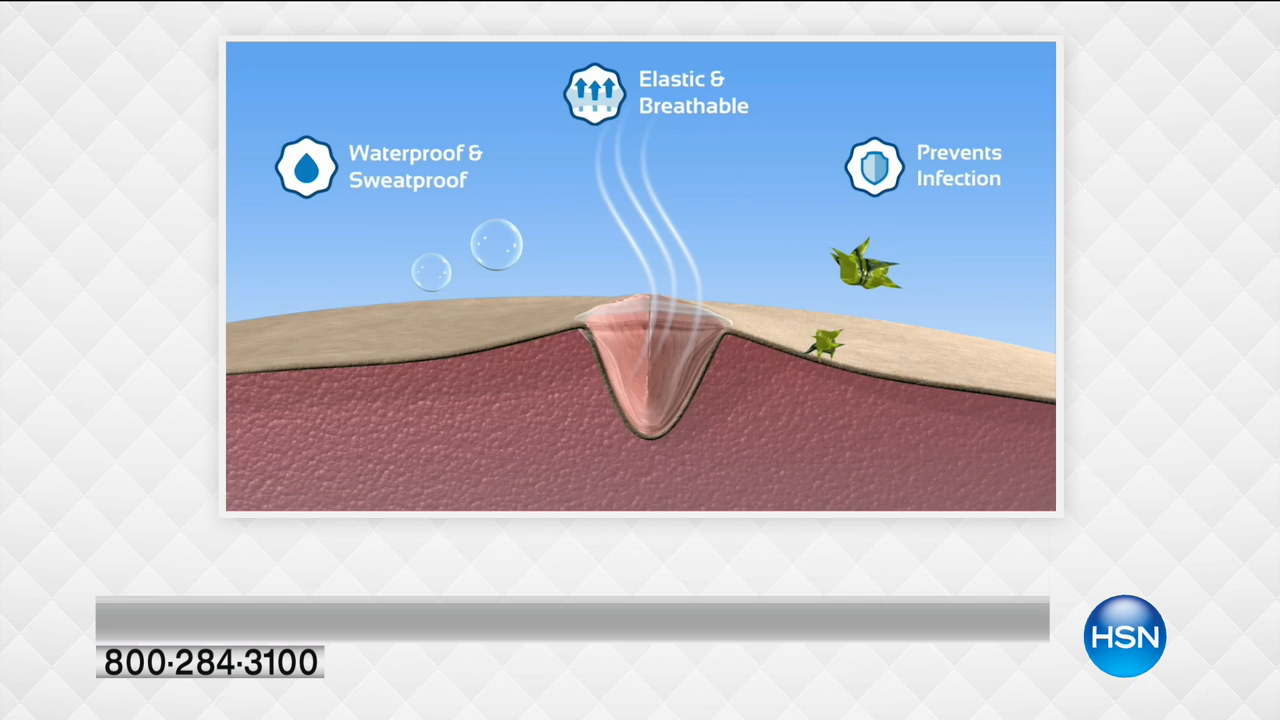 Elastic &
Breathable
Waterproof &
Sweatproof
Prevents
Infection
800·284·3100
HSN